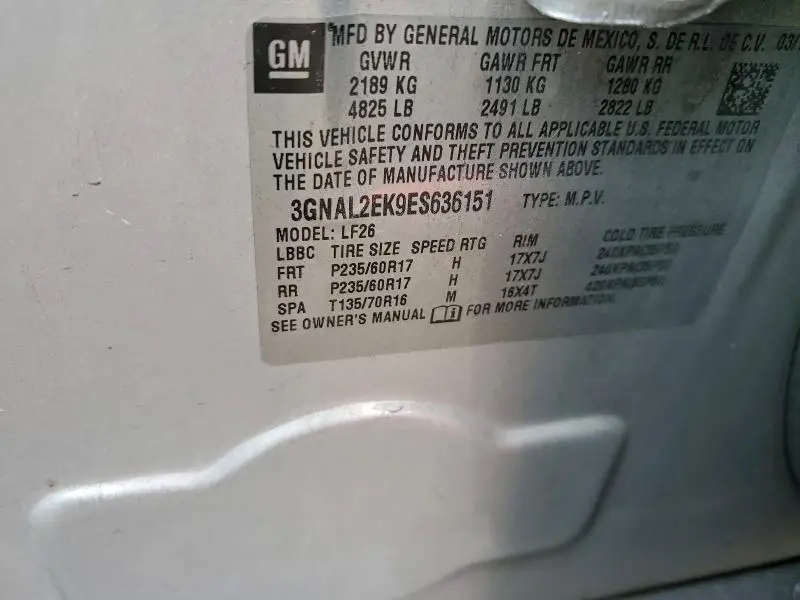 GM
MFD BY GENERAL MOTORS DE MEXICO, S. DE R.L. DE C.V. 03/
GVWR GAWR FRT GAWR RR
2189 KG 1130 KG 1280 KG
4825 LB 2491 LB 2822 LB
THIS VEHICLE CONFORMS TO ALL APPLICABLE U.S. FEDERAL MOTOR
VEHICLE SAFETY AND THEFT PREVENTION STANDARDS IN EFFECT ON
THE DATE OF MANUFACTURE SHOWN ABOVE.
3GNAL2EK9ES636151 TYPE: M.P.V.
MODEL: LF26
LBBC TIRE SIZE SPEED RTG RIM COLD TIRE PRESSURE
FRT P235/60R17 H 17X7J
RR P235/60R17 H 17X7J
SPA T135/70R16 M 16X4T
SEE OWNER'S MANUAL FOR MORE INFORMATION.